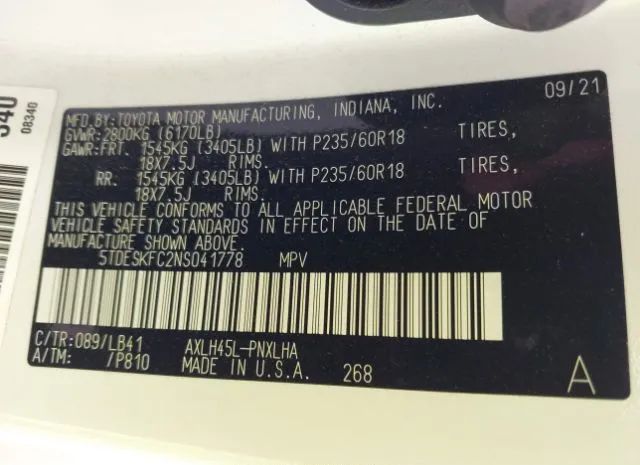 MFD.BY:TOYOTA MOTOR MANUFACTURING, INDIANA, INC. 09/21
GVWR:2800KG (6170LB)
GAWR:FRT. 1545KG (3405LB) WITH P235/60R18 TIRES,
18X7.5J RIMS.
RR. 1545KG (3405LB) WITH P235/60R18 TIRES,
18X7.5J RIMS.
THIS VEHICLE CONFORMS TO ALL APPLICABLE FEDERAL MOTOR
VEHICLE SAFETY STANDARDS IN EFFECT ON THE DATE OF
MANUFACTURE SHOWN ABOVE.
5TDESKFC2NS041778 MPV
C/TR:089/LB41 AXLH45L-PNXLHA
A/TM: /P810 MADE IN U.S.A. 268 A
08340